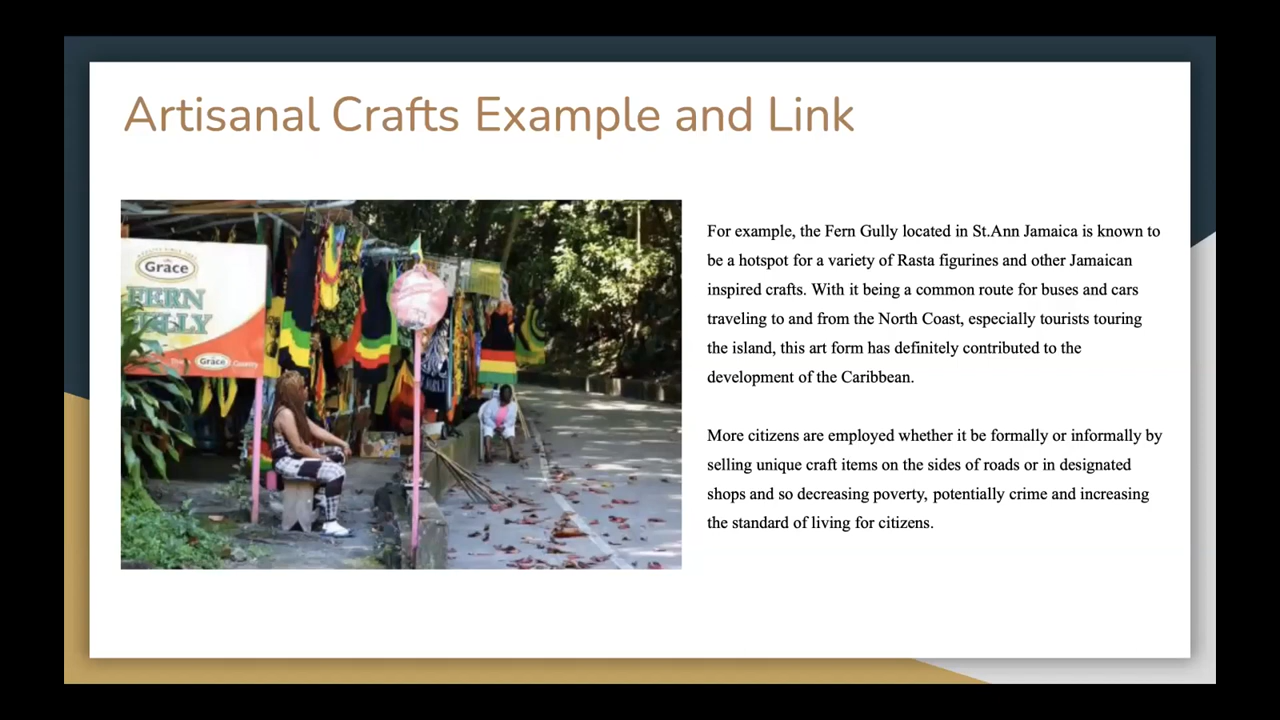 Artisanal Crafts Example and Link
Grace
FERN
For example, the Fern Gully located in St.Ann Jamaica is known to
be a hotspot for a variety of Rasta figurines and other Jamaican
inspired crafts. With it being a common route for buses and cars
traveling to and from the North Coast, especially tourists touring
the island, this art form has definitely contributed to the
development of the Caribbean.
More citizens are employed whether it be formally or informally by
selling unique craft items on the sides of roads or in designated
shops and so decreasing poverty, potentially crime and increasing
the standard of living for citizens.
Grace